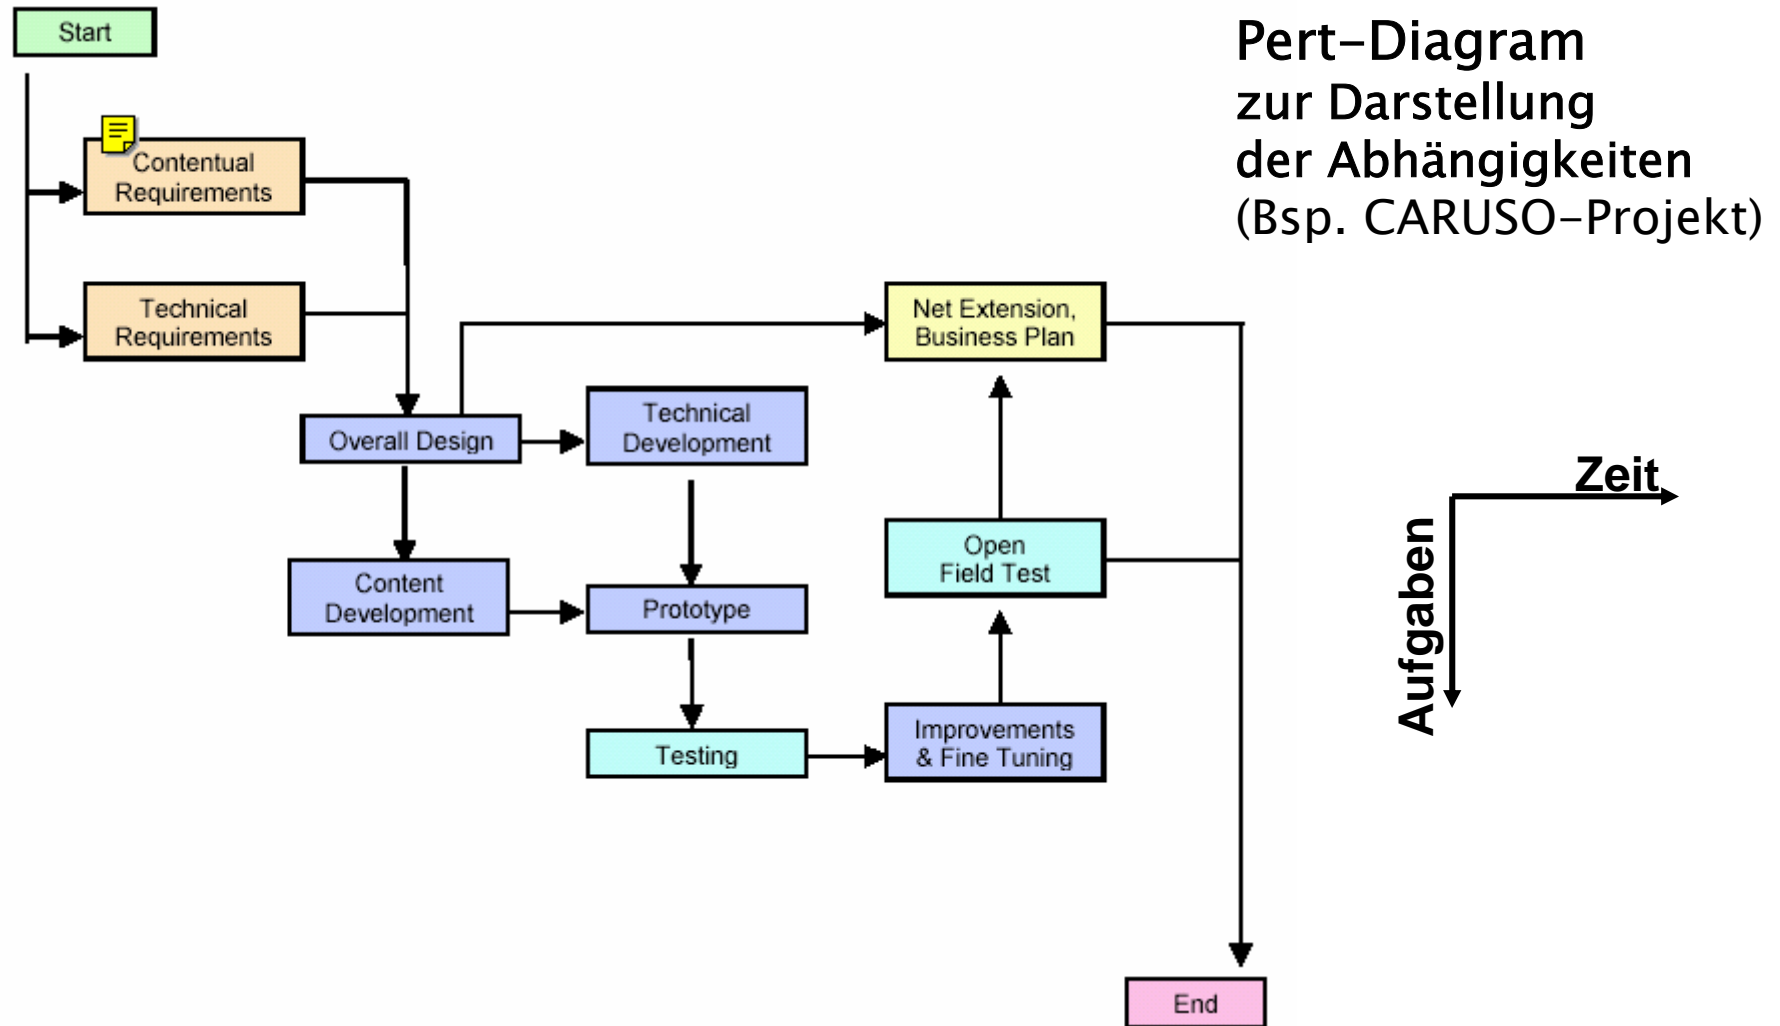 Start
Pert-Diagram
zur Darstellung
der Abhängigkeiten
(Bsp. CARUSO-Projekt)
Contentual
Requirements
Technical
Requirements
Net Extension,
Business Plan
Overall Design
Technical
Development
Zeit
Aufgaben
Open
Field Test
Content
Development
Prototype
Testing
Improvements
& Fine Tuning
End